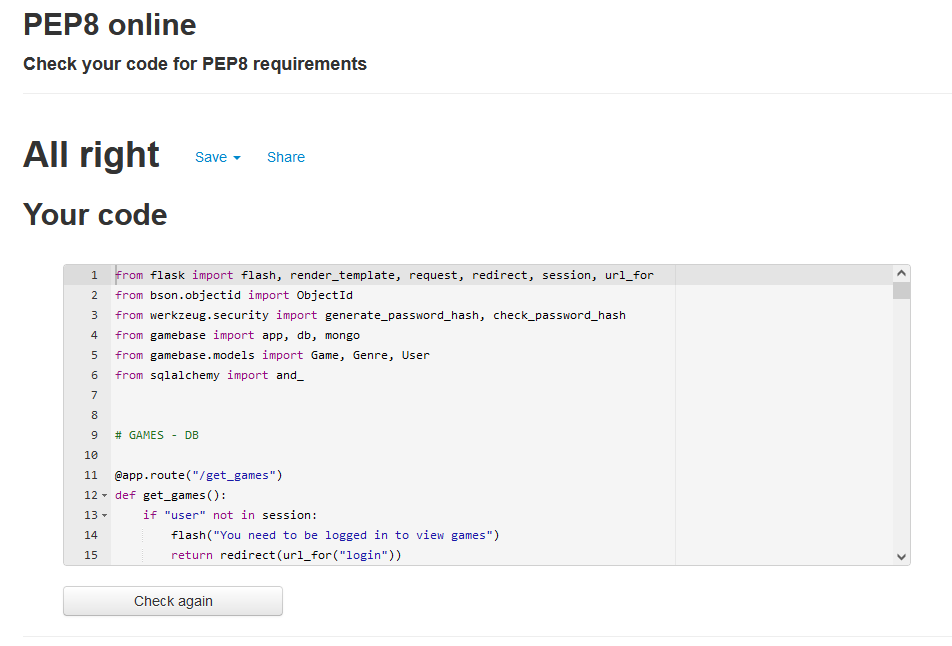 PEP8 online
Check your code for PEP8 requirements
All right Save Share
Your code
1 from flask import flash, render_template, request, redirect, session, url_for
2 from bson.objectid import ObjectId
3 from werkzeug.security import generate_password_hash, check_password_hash
4 from gamebase import app, db, mongo
5 from gamebase.models import Game, Genre, User
6 from sqlalchemy import and_
7
8
9 # GAMES - DB
10
11 @app.route("/get_games")
12 def get_games():
13 if "user" not in session:
14 flash("You need to be logged in to view games")
15 return redirect(url_for("login"))
Check again